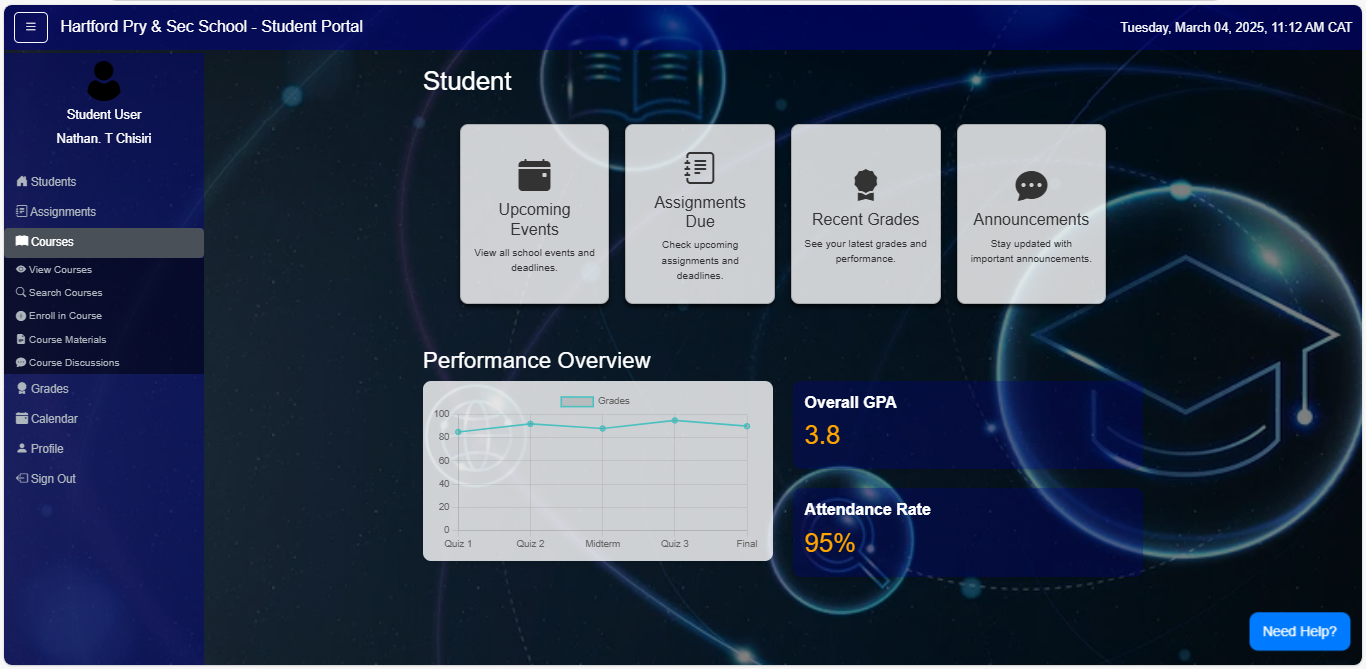 Hartford Pry & Sec School - Student Portal
Tuesday, March 04, 2025, 11:12 AM CAT
Student User
Nathan. T Chisiri
Students
Assignments
Courses
View Courses
Search Courses
Enroll in Course
Course Materials
Course Discussions
Grades
Calendar
Profile
Sign Out
Student
Upcoming
Events
View all school events and
deadlines.
Assignments
Due
Check upcoming
assignments and
deadlines.
Recent Grades
See your latest grades and
performance.
Announcements
Stay updated with
important announcements.
Performance Overview
Grades
100
80
60
40
20
0
Quiz 1 Quiz 2 Midterm Quiz 3 Final
Overall GPA
3.8
Attendance Rate
95%
Need Help?